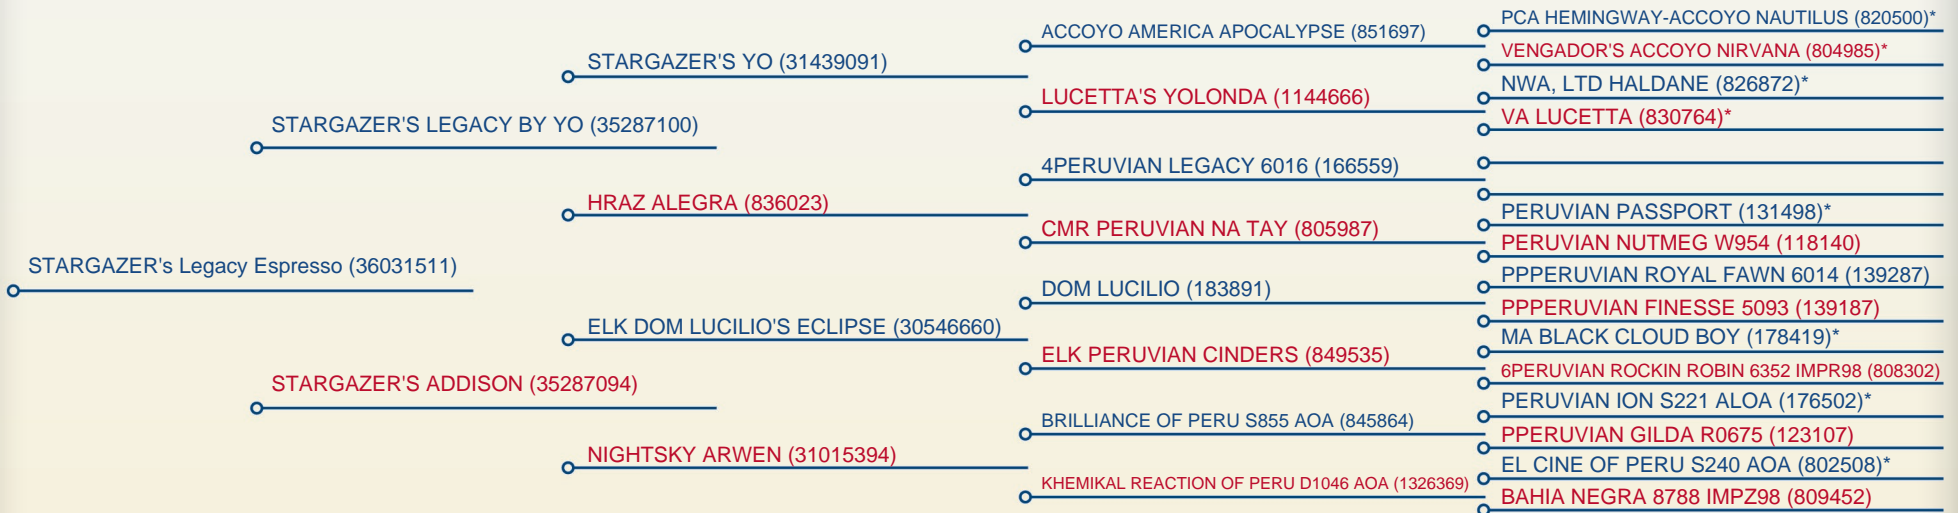 PCA HEMINGWAY-ACCOYO NAUTILUS (820500)*
ACCOYO AMERICA APOCALYPSE (851697)
VENGADOR'S ACCOYO NIRVANA (804985)*
STARGAZER'S YO (31439091)
NWA, LTD HALDANE (826872)*
LUCETTA'S YOLONDA (1144666)
VA LUCETTA (830764)*
STARGAZER'S LEGACY BY YO (35287100)
4PERUVIAN LEGACY 6016 (166559)
HRAZ ALEGRA (836023)
PERUVIAN PASSPORT (131498)*
CMR PERUVIAN NA TAY (805987)
PERUVIAN NUTMEG W954 (118140)
STARGAZER's Legacy Espresso (36031511)
PPPERUVIAN ROYAL FAWN 6014 (139287)
DOM LUCILIO (183891)
PPPERUVIAN FINESSE 5093 (139187)
ELK DOM LUCILIO'S ECLIPSE (30546660)
MA BLACK CLOUD BOY (178419)*
ELK PERUVIAN CINDERS (849535)
6PERUVIAN ROCKIN ROBIN 6352 IMPR98 (808302)
STARGAZER'S ADDISON (35287094)
PERUVIAN ION S221 ALOA (176502)*
BRILLIANCE OF PERU S855 AOA (845864)
PPERUVIAN GILDA R0675 (123107)
NIGHTSKY ARWEN (31015394)
EL CINE OF PERU S240 AOA (802508)*
KHEMIKAL REACTION OF PERU D1046 AOA (1326369)
BAHIA NEGRA 8788 IMPZ98 (809452)